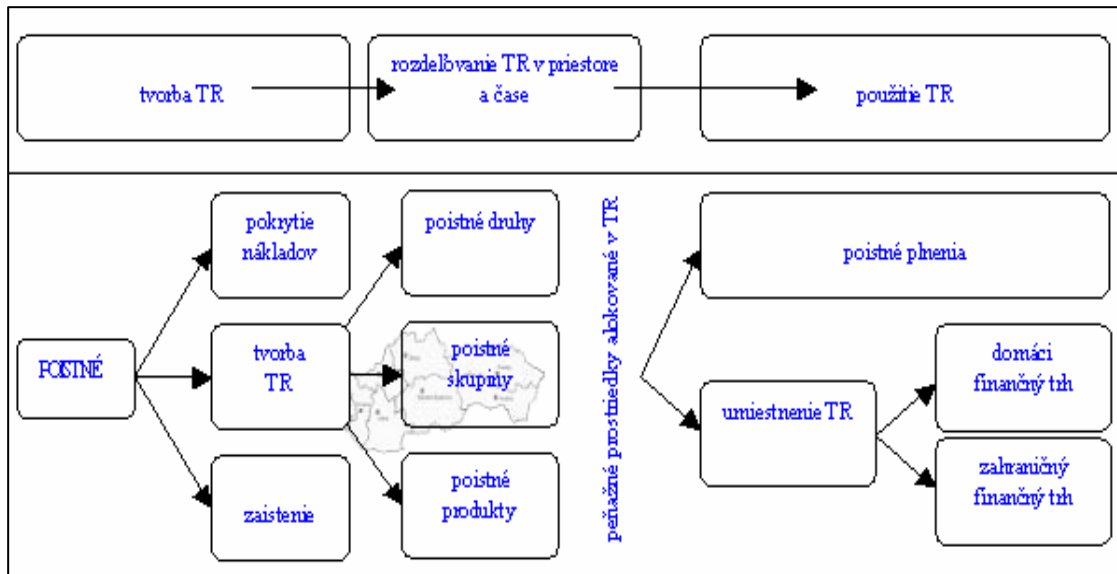 tvorba TR
rozdeľovanie TR v priestore
a čase
použitie TR
POISTNÉ
pokrytie
nákladov
tvorba
TR
zaistenie
poistné druhy
poistné
skupiny
poistné
produkty
peňažné prostriedky alokované v TR
poistné plnenia
umiestnenie TR
domáci
finančný trh
zahraničný
finančný trh